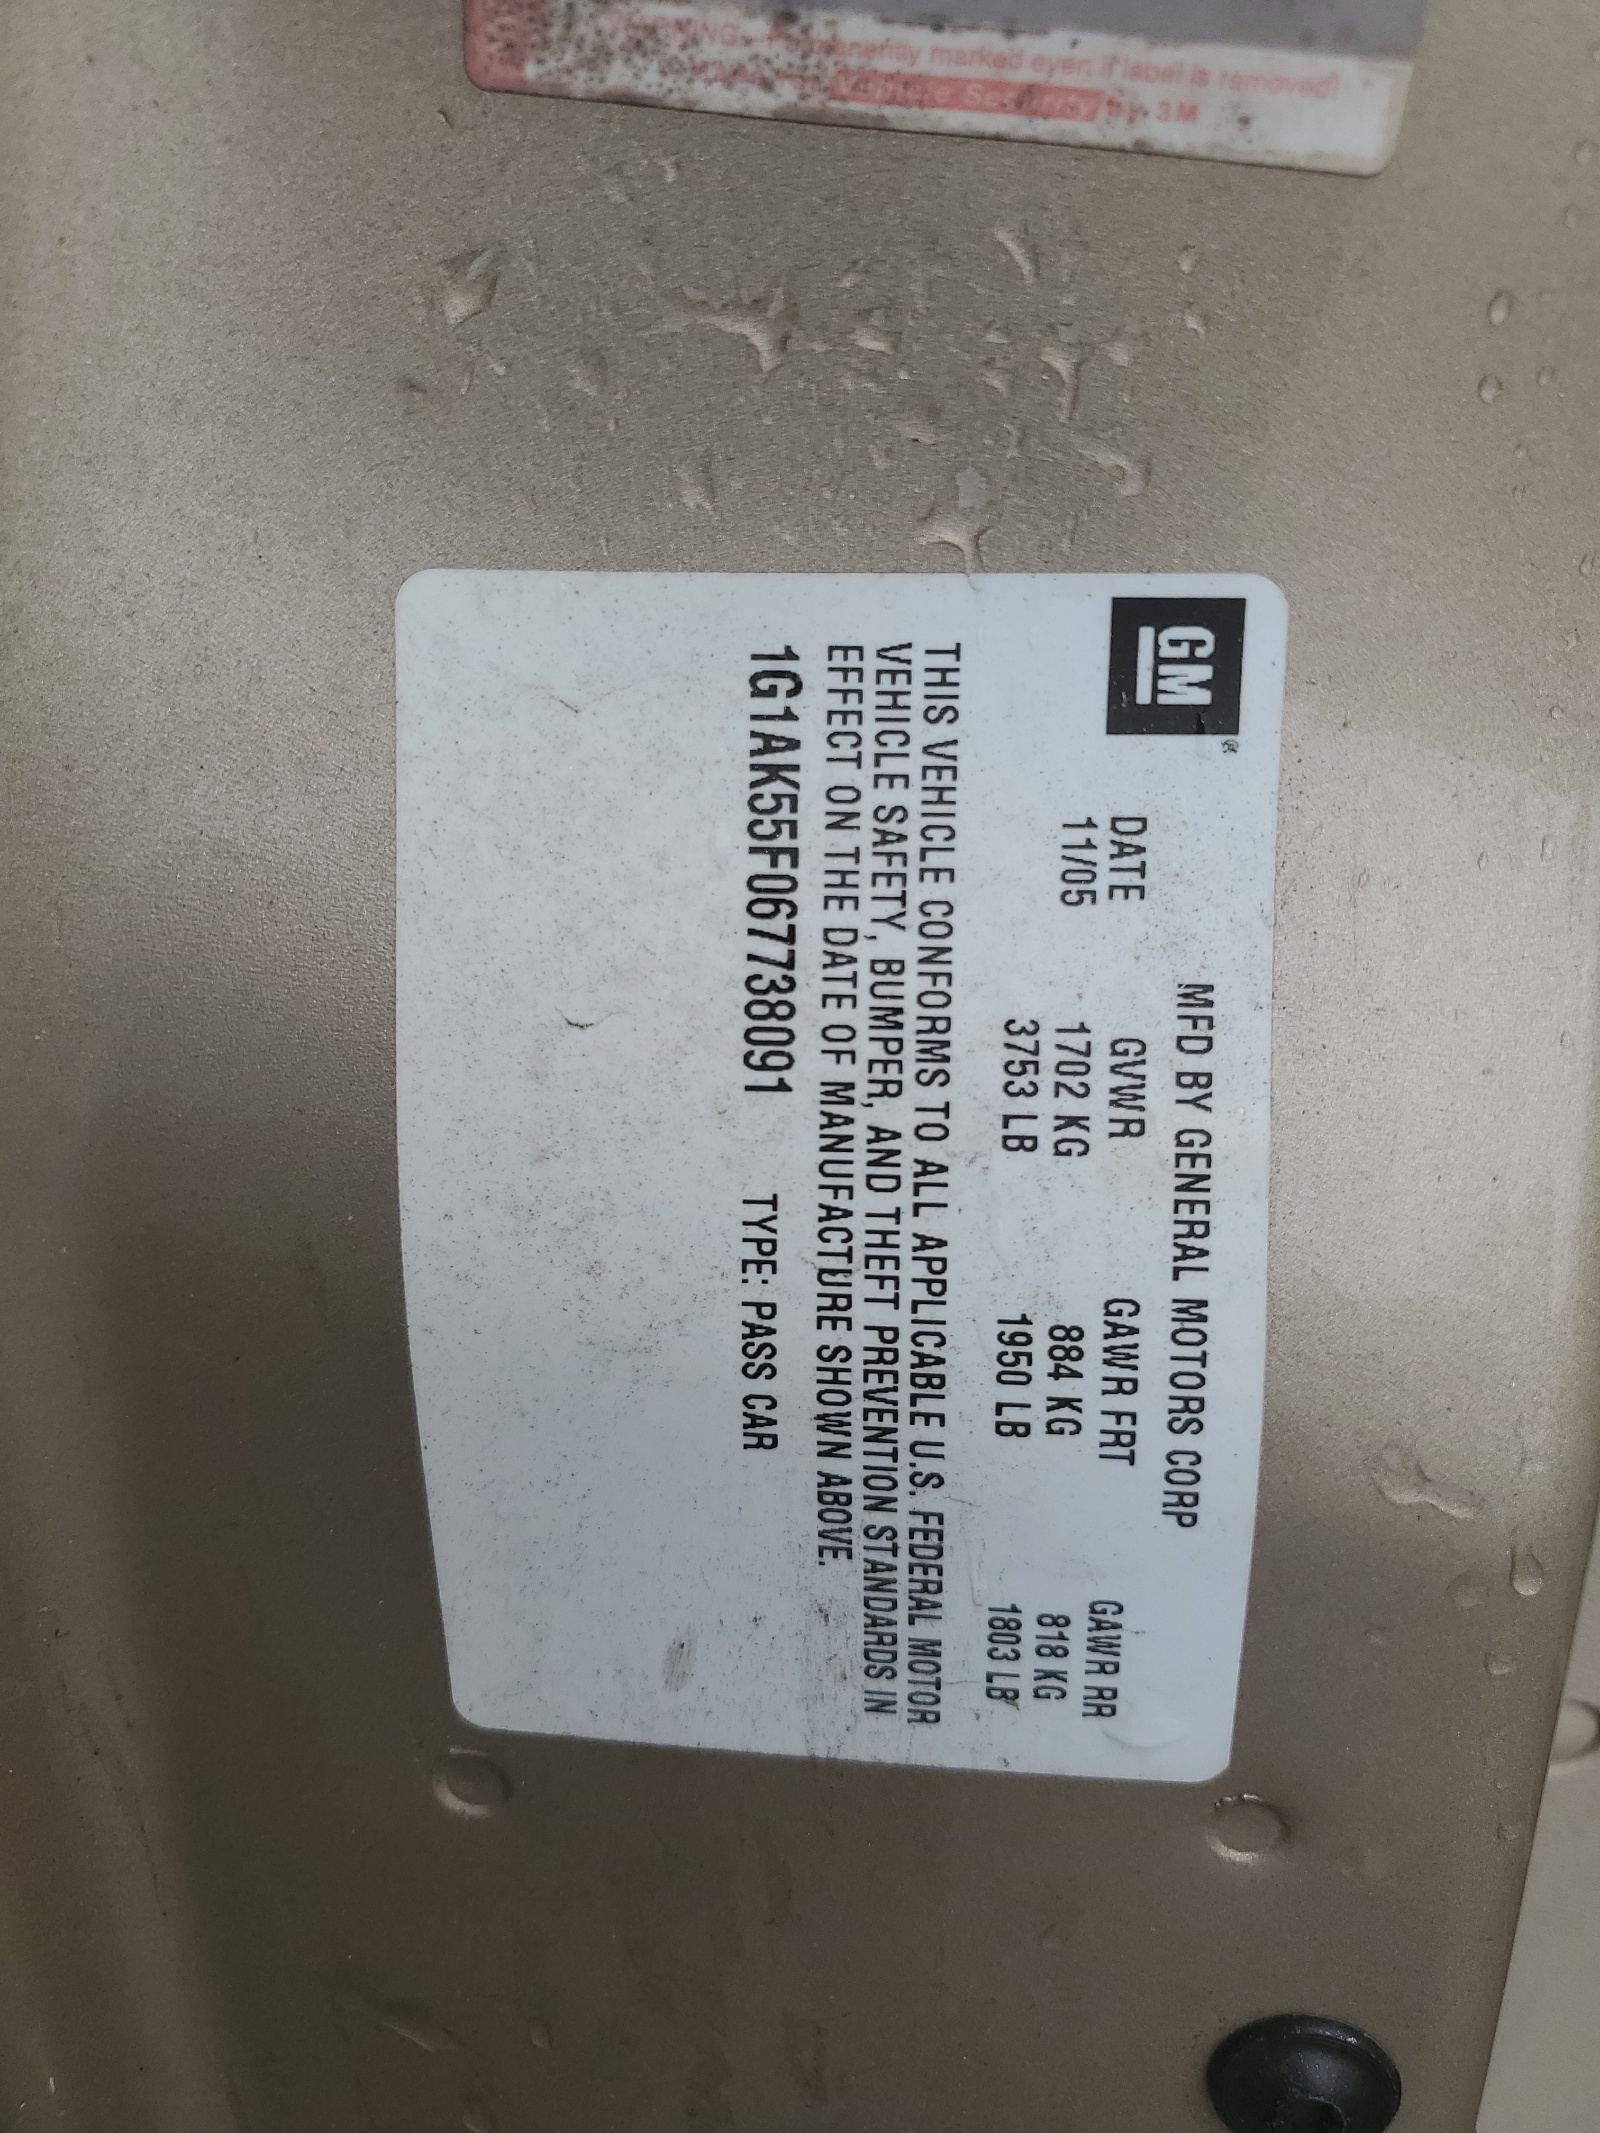 permanently marked even if label is removed!
Vehicle Security by 3M
GM
®
MFD BY GENERAL MOTORS CORP
DATE GVWR GAWR FRT GAWR RR
11/05 1702 KG 884 KG 818 KG
3753 LB 1950 LB 1803 LB
THIS VEHICLE CONFORMS TO ALL APPLICABLE U.S. FEDERAL MOTOR
VEHICLE SAFETY, BUMPER, AND THEFT PREVENTION STANDARDS IN
EFFECT ON THE DATE OF MANUFACTURE SHOWN ABOVE.
1G1AK55F067738091 TYPE: PASS CAR